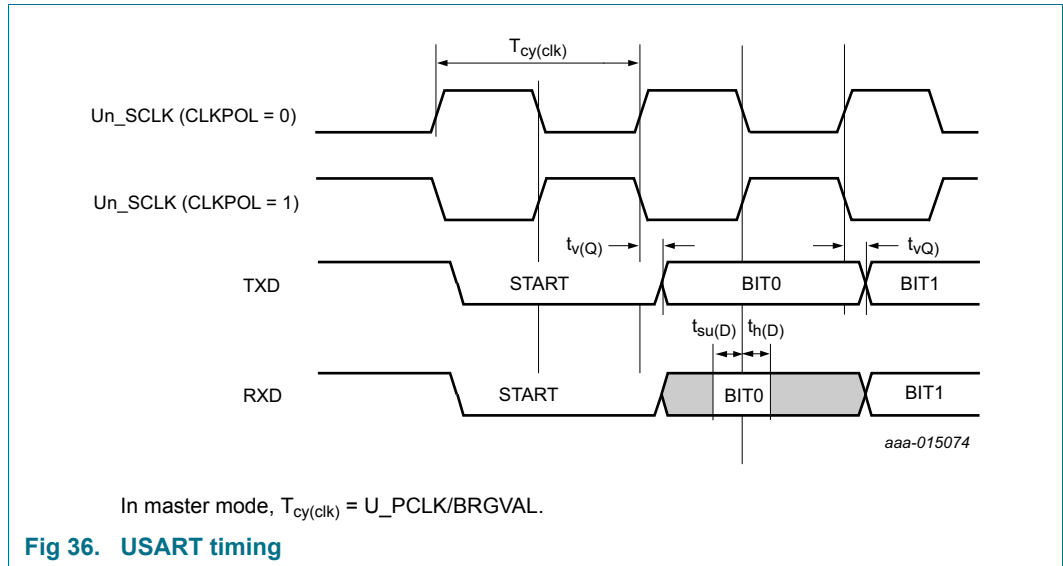 Tcy(clk)
Un_SCLK (CLKPOL = 0)
Un_SCLK (CLKPOL = 1)
tv(Q)
tvQ)
TXD
START
BIT0
BIT1
tsu(D)
th(D)
RXD
START
BIT0
BIT1
aaa-015074
In master mode, Tcy(clk) = U_PCLK/BRGVAL.
Fig 36. USART timing